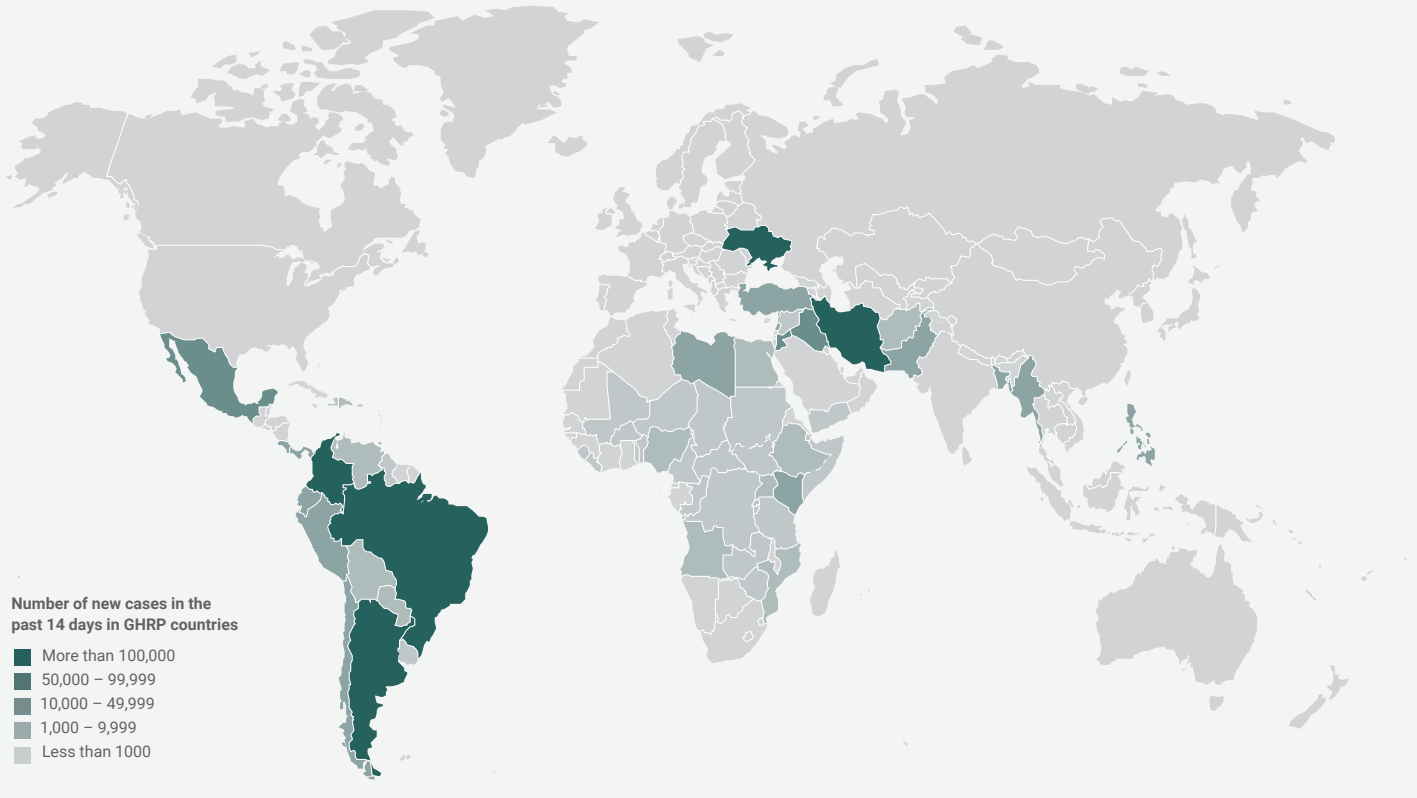 Number of new cases in the
past 14 days in GHRP countries
More than 100,000
50,000 – 99,999
10,000 – 49,999
1,000 – 9,999
Less than 1000